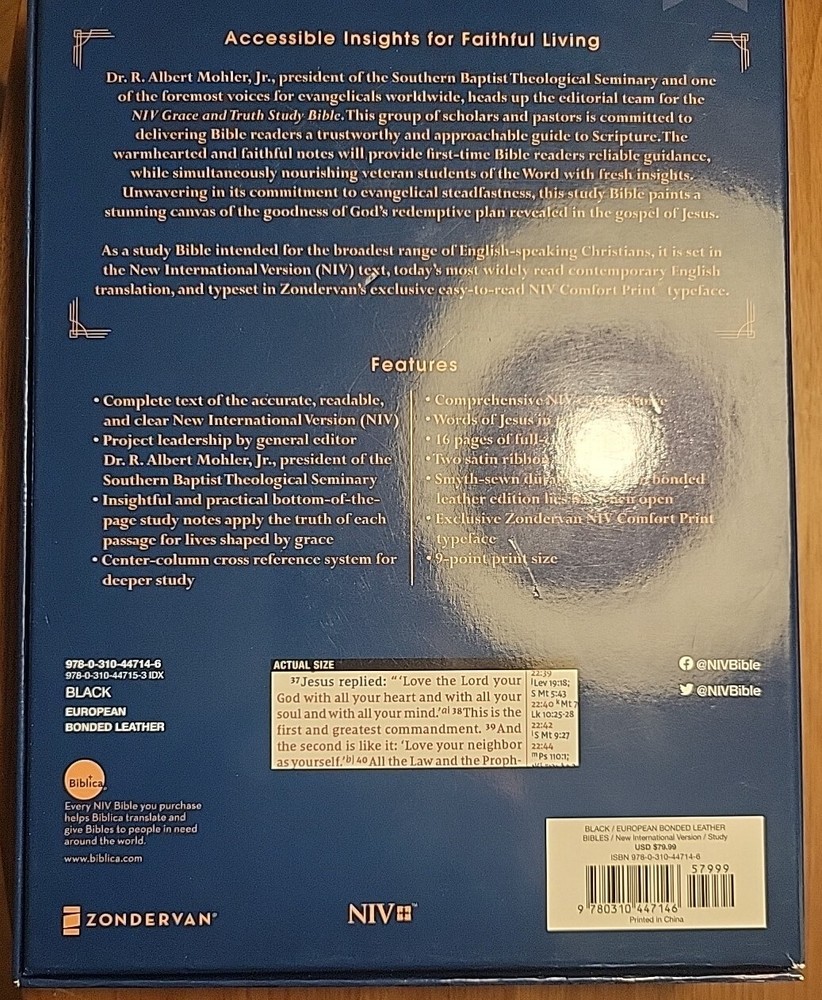 Accessible Insights for Faithful Living
Dr. R. Albert Mohler, Jr., president of the Southern Baptist Theological Seminary and one
of the foremost voices for evangelicals worldwide, heads up the editorial team for the
NIV Grace and Truth Study Bible. This group of scholars and pastors is committed to
delivering Bible readers a trustworthy and approachable guide to Scripture. The
warmhearted and faithful notes will provide first-time Bible readers reliable guidance,
while simultaneously nourishing veteran students of the Word with fresh insights.
Unwavering in its commitment to evangelical steadfastness, this study Bible paints a
stunning canvas of the goodness of God's redemptive plan revealed in the gospel of Jesus.
As a study Bible intended for the broadest range of English-speaking Christians, it is set in
the New International Version (NIV) text, today's most widely read contemporary English
translation, and typeset in Zondervan's exclusive easy-to-read NIV Comfort Print typeface.
Features
• Complete text of the accurate, readable,
and clear New International Version (NIV)
• Project leadership by general editor
Dr. R. Albert Mohler, Jr., president of the
Southern Baptist Theological Seminary
• Insightful and practical bottom-of-the-
page study notes apply the truth of each
passage for lives shaped by grace
• Center-column cross reference system for
deeper study
• Comprehensive NIV
• Words of Jesus in
• 16 pages of
• Two satin
• Smyth-sewn bonded
leather edition open
• Exclusive Zondervan NIV Comfort Print
typeface
• 9-point print size
978-0-310-44714-6
978-0-310-44715-3 IDX
BLACK
EUROPEAN
BONDED LEATHER
ACTUAL SIZE
37 Jesus replied: "'Love the Lord your
God with all your heart and with all your
soul and with all your mind.'a 38 This is the
first and greatest commandment. 39 And
the second is like it: 'Love your neighbor
as yourself.'b 40 All the Law and the Proph-
22:39
l Lev 19:18;
S Mt 5:43
22:40 k Mt 7
Lk 10:25-28
22:42
l S Mt 9:27
22:44
m Ps 110:1;
@NIVBible
@NIVBible
Biblica
Every NIV Bible you purchase
helps Biblica translate and
give Bibles to people in need
around the world.
www.biblica.com
ZONDERVAN®
NIV™
BLACK / EUROPEAN BONDED LEATHER
BIBLES / New International Version / Study
USD $79.99
ISBN 978-0-310-44714-6
57999
9 780310 447146
Printed in China